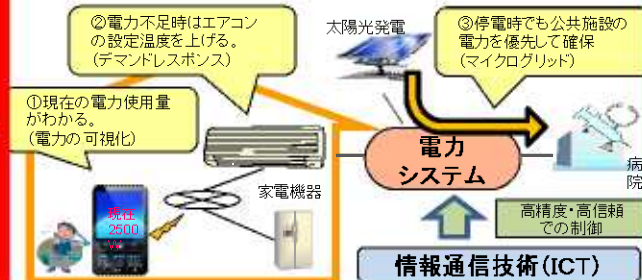 ②電力不足時はエアコン
の設定温度を上げる。
(デマンドレスポンス)
太陽光発電
③停電時でも公共施設の
電力を優先して確保
(マイクログリッド)
①現在の電力使用量
がわかる。
(電力の可視化)
電力
システム
病院
家電機器
現在
2500
W
高精度・高信頼
での制御
情報通信技術(ICT)